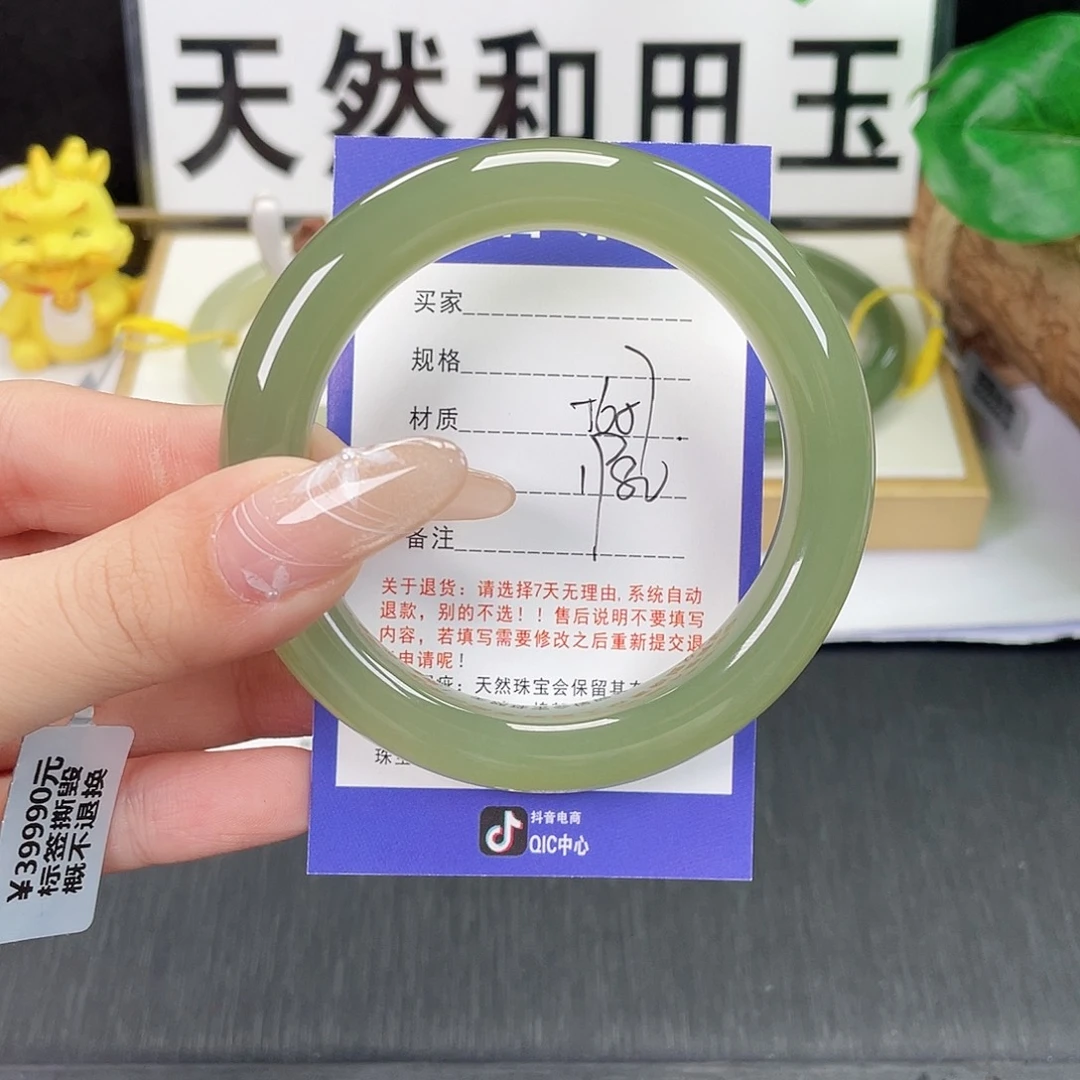 天然和田玉
买家
规格
材质
备注
关于退货：请选择7天无理由, 系统自动
退款，别的不选！！售后说明不要填写
内容，若填写需要修改之后重新提交退
申请呢！
：天然珠宝会保留其
珠宝
抖音电商
QIC中心
¥39990元
标签撕毁
概不退换